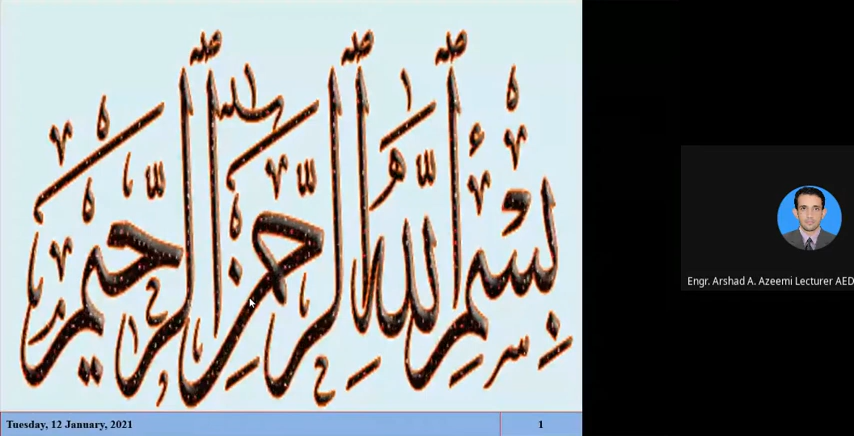 بسم الله الرحمن الرحيم
Engr. Arshad A. Azeemi Lecturer AED
Tuesday, 12 January, 2021
1